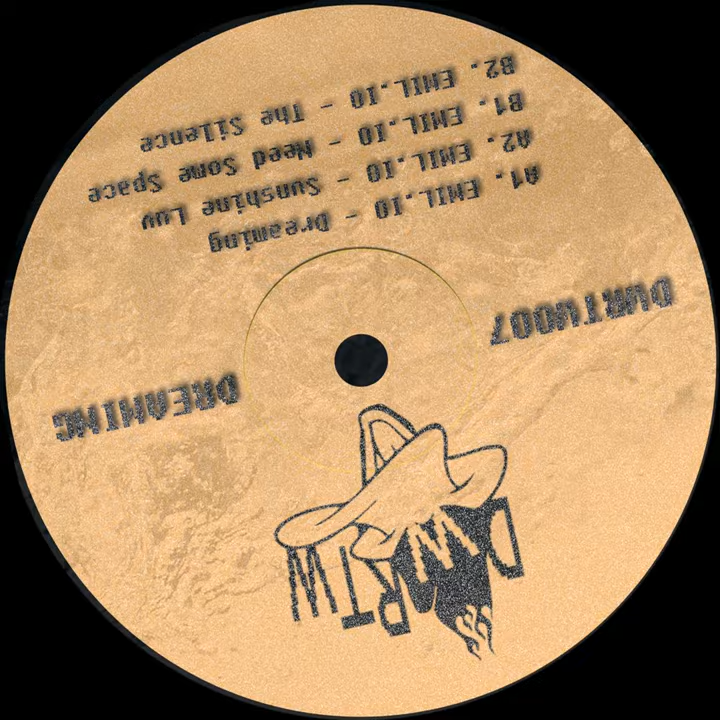 DWRTW
DWRTW007
DREAMING
A1. EMIL.IO - Dreaming
A2. EMIL.IO - Sunshine Luv
B1. EMIL.IO - Need Some Space
B2. EMIL.IO - The Silence